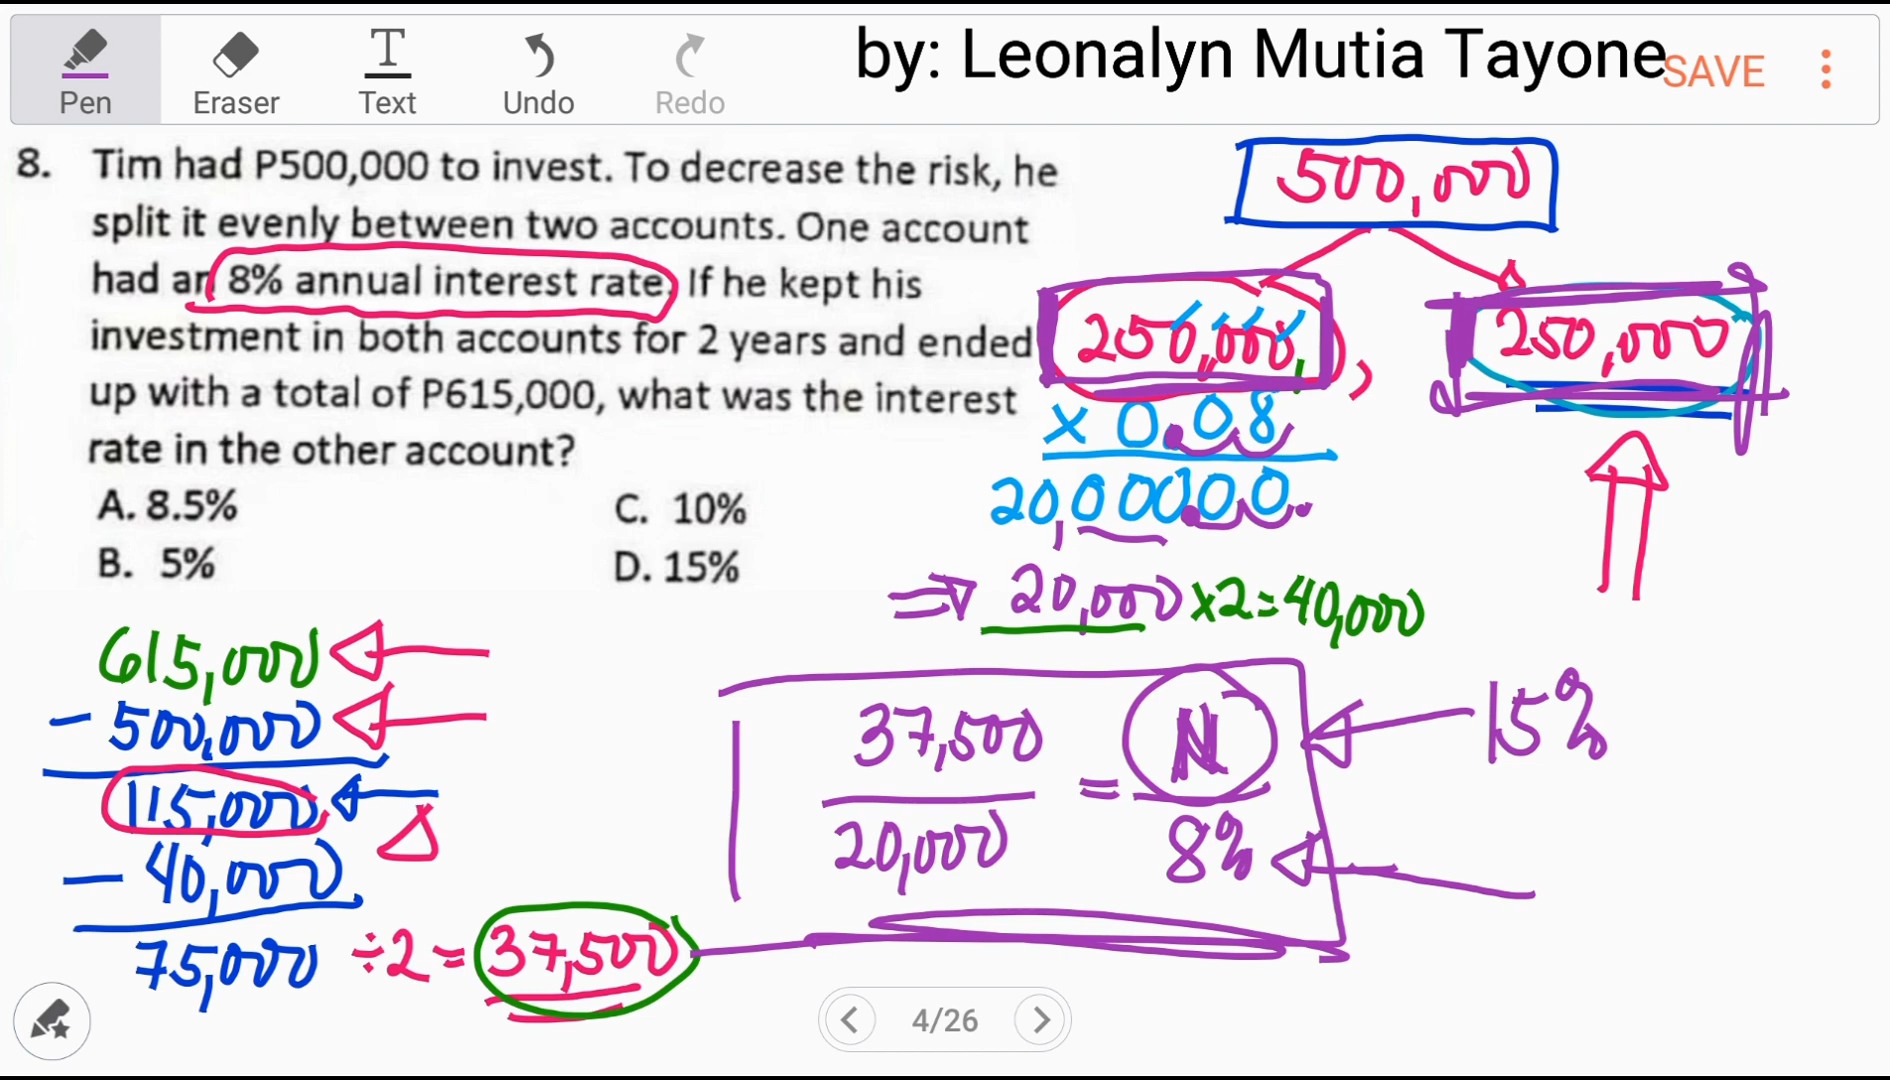 Pen
Eraser
Text
Undo
Redo
by: Leonalyn Mutia Tayone
SAVE
8. Tim had P500,000 to invest. To decrease the risk, he
split it evenly between two accounts. One account
had an 8% annual interest rate. If he kept his
investment in both accounts for 2 years and ended
up with a total of P615,000, what was the interest
rate in the other account?
A. 8.5%
C. 10%
B. 5%
D. 15%
500,000
250,000,
250,000
x 0.08
20,000.00.
⇒ 20,000 x2=40,000
615,000
- 500,000
115,000
- 40,000
75,000 ÷2= 37,500
37,500 = N
20,000 8%
15%
4/26